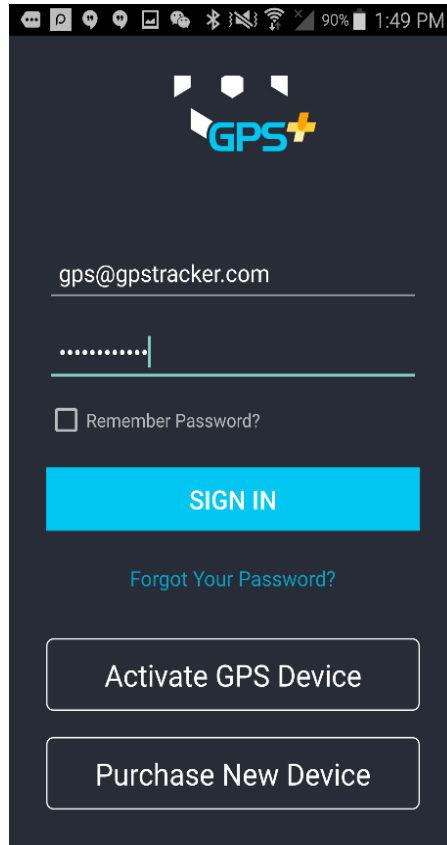 90% 1:49 PM
GPS+
gps@gpstracker.com
••••••••••••
Remember Password?
SIGN IN
Forgot Your Password?
Activate GPS Device
Purchase New Device